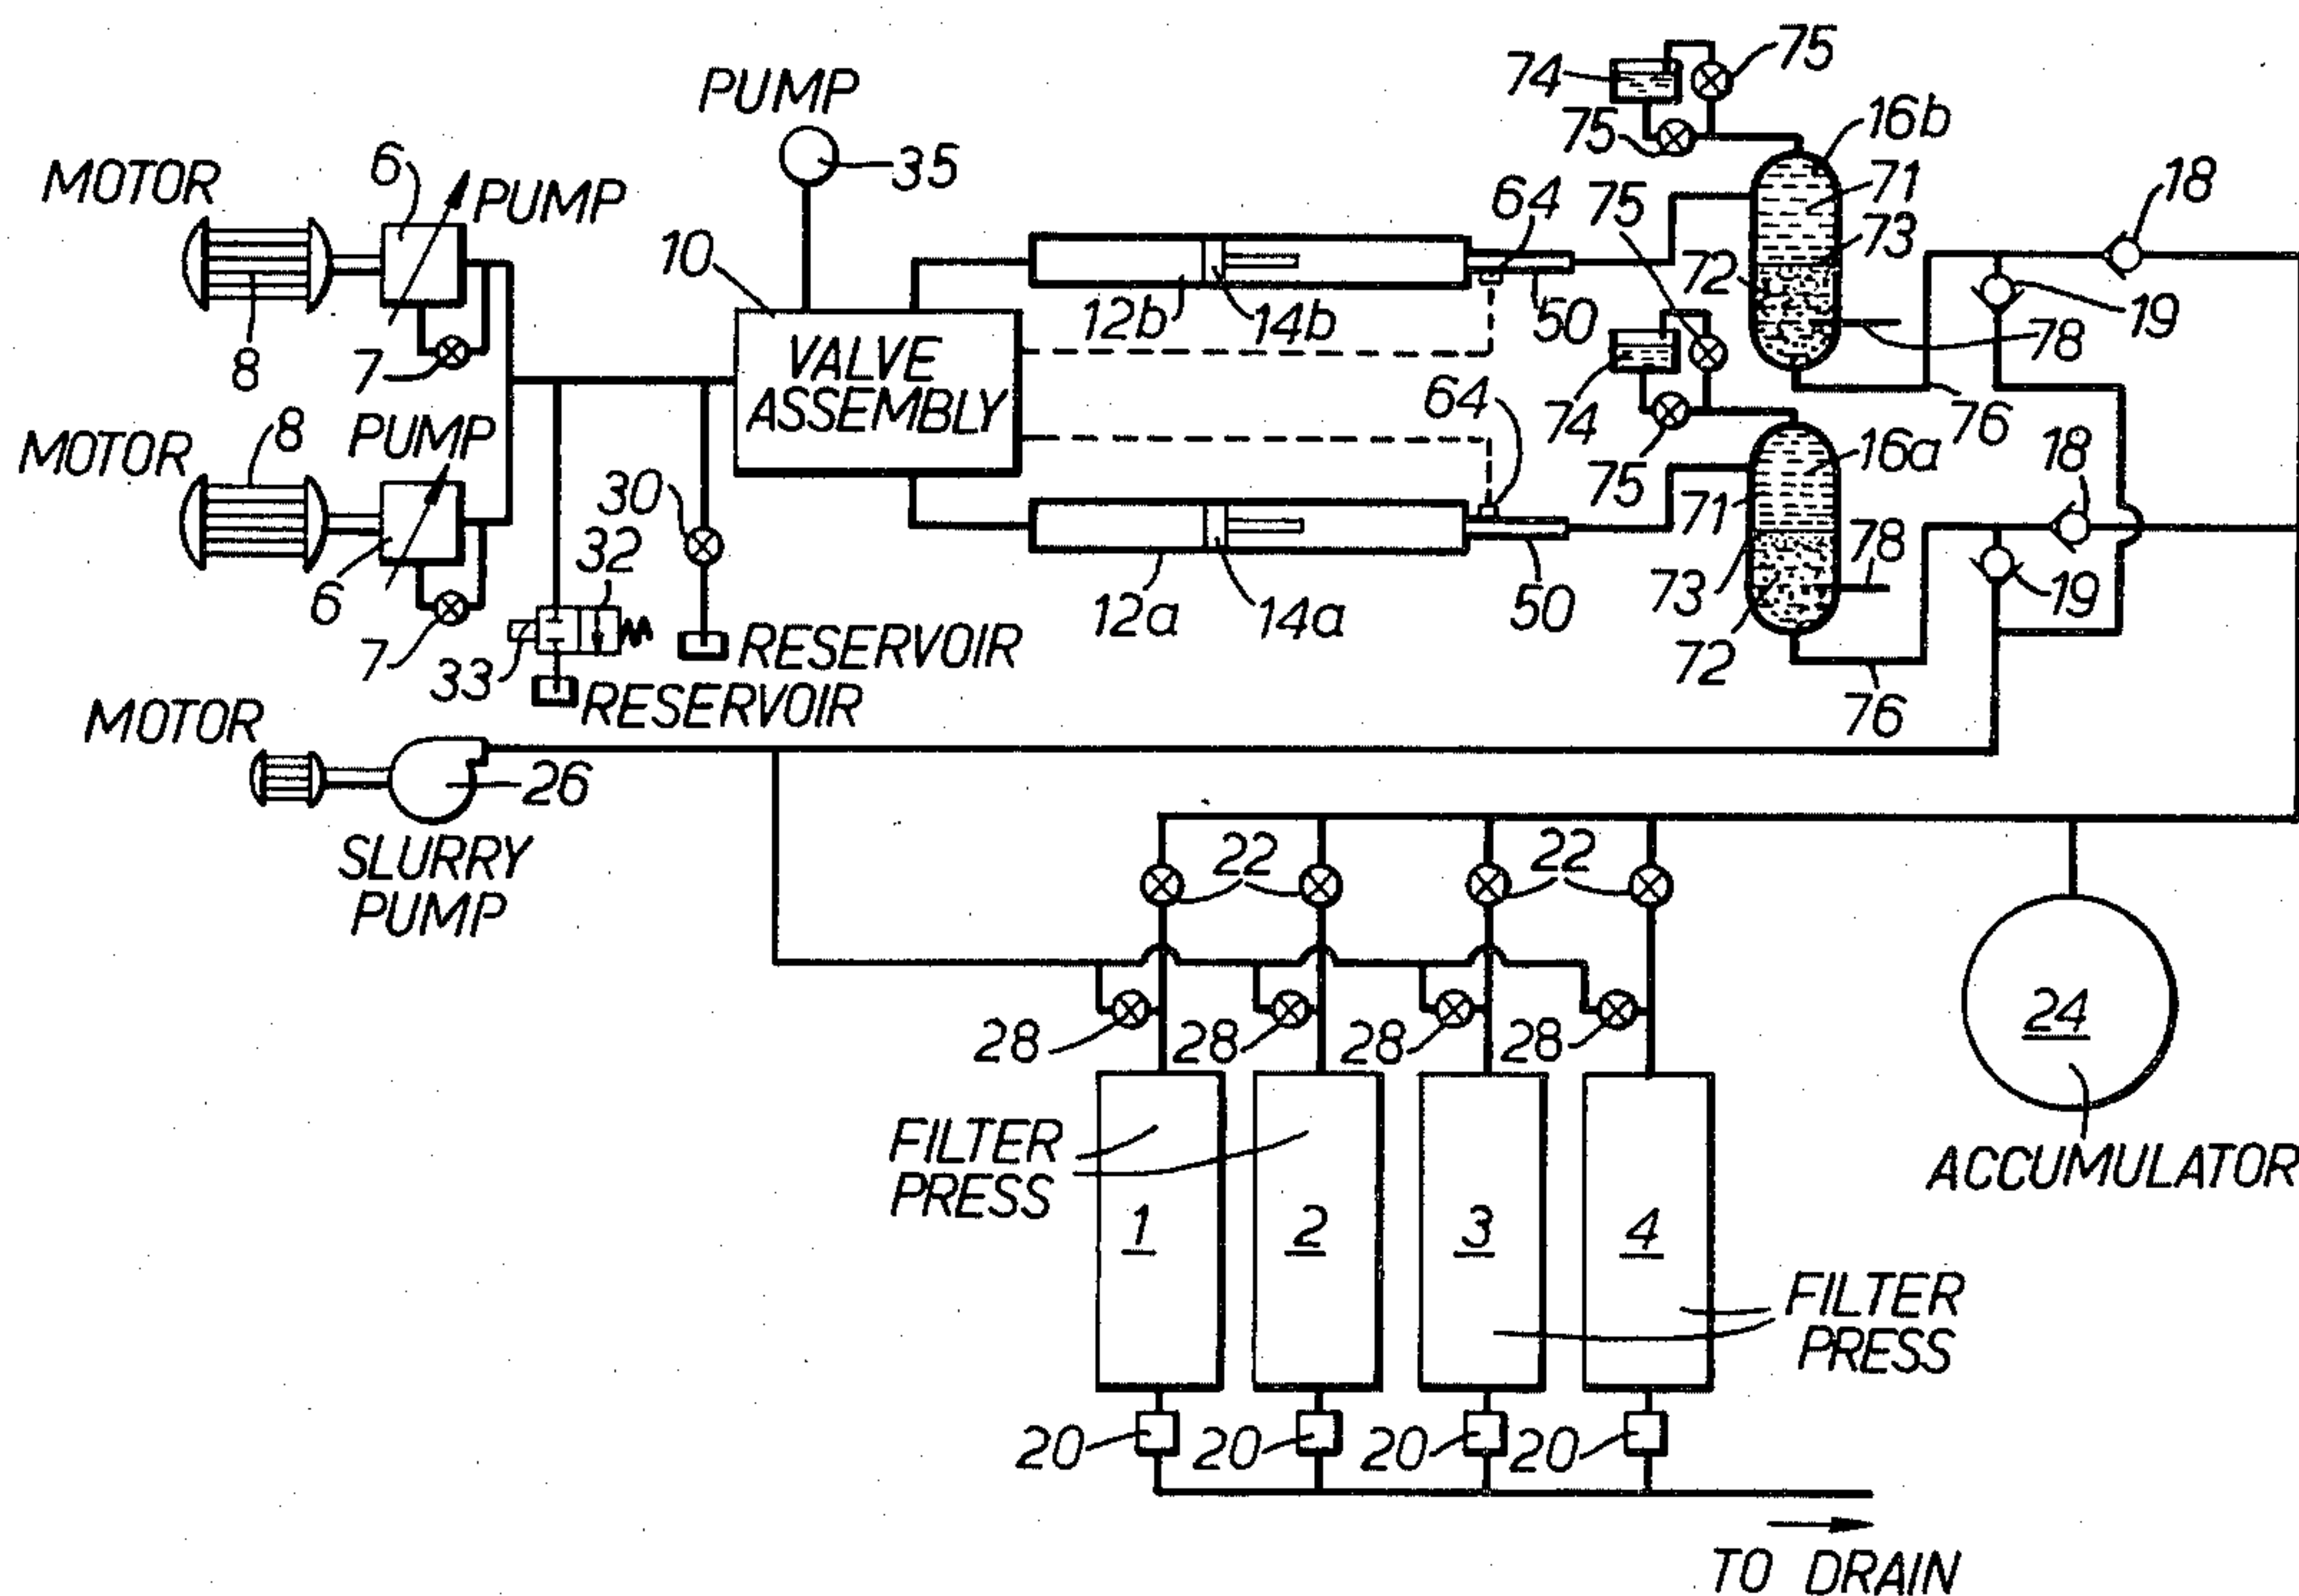 75
74
PUMP
16b
75
MOTOR
6
35
71
PUMP
64
75
18
73
10
72
12b
14b
50
19
8
7
VALVE
ASSEMBLY
78
74
64
76
8
PUMP
MOTOR
75
16a
18
30
71
78
32
6
12a
14a
50
73
19
7
33
RESERVOIR
72
RESERVOIR
76
MOTOR
26
SLURRY
PUMP
22
22
28
28
28
28
24
FILTER
PRESS
ACCUMULATOR
1
2
3
4
FILTER
PRESS
20
20
20
20
TO DRAIN